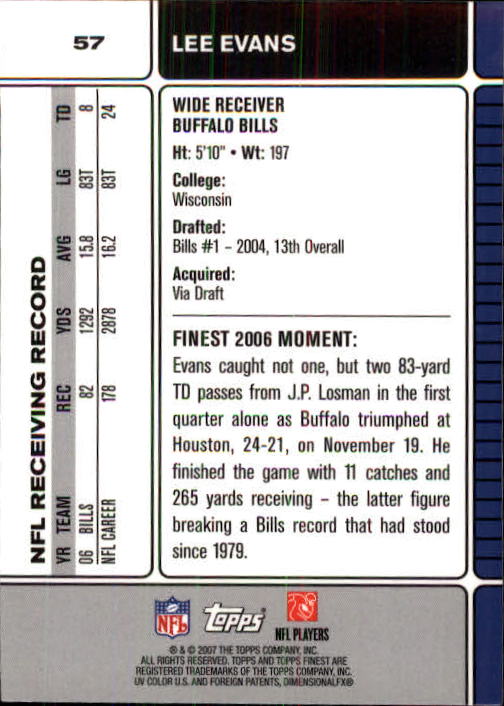 57
LEE EVANS
NFL RECEIVING RECORD
YR TEAM REC YDS AVG LG TD
06 BILLS 82 1292 15.8 83T 8
NFL CAREER 178 2878 16.2 83T 24
WIDE RECEIVER
BUFFALO BILLS
Ht: 5'10" • Wt: 197
College:
Wisconsin
Drafted:
Bills #1 – 2004, 13th Overall
Acquired:
Via Draft
FINEST 2006 MOMENT:
Evans caught not one, but two 83-yard
TD passes from J.P. Losman in the first
quarter alone as Buffalo triumphed at
Houston, 24-21, on November 19. He
finished the game with 11 catches and
265 yards receiving – the latter figure
breaking a Bills record that had stood
since 1979.
NFL
Topps
NFL PLAYERS
® & © 2007 THE TOPPS COMPANY, INC.
ALL RIGHTS RESERVED. TOPPS AND TOPPS FINEST ARE
REGISTERED TRADEMARKS OF THE TOPPS COMPANY, INC.
UV COLOR U.S. AND FOREIGN PATENTS, DIMENSIONALFX®